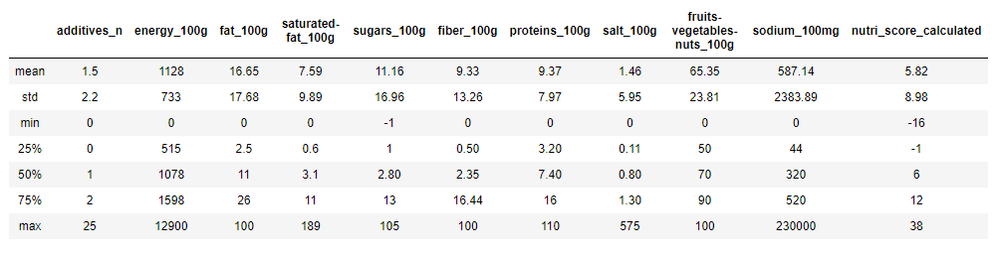 additives_n energy_100g fat_100g saturated-fat_100g sugars_100g fiber_100g proteins_100g salt_100g fruits-vegetables-nuts_100g sodium_100mg nutri_score_calculated
mean 1.5 1128 16.65 7.59 11.16 9.33 9.37 1.46 65.35 587.14 5.82
std 2.2 733 17.68 9.89 16.96 13.26 7.97 5.95 23.81 2383.89 8.98
min 0 0 0 0 -1 0 0 0 0 0 -16
25% 0 515 2.5 0.6 1 0.50 3.20 0.11 50 44 -1
50% 1 1078 11 3.1 2.80 2.35 7.40 0.80 70 320 6
75% 2 1598 26 11 13 16.44 16 1.30 90 520 12
max 25 12900 100 189 105 100 110 575 100 230000 38